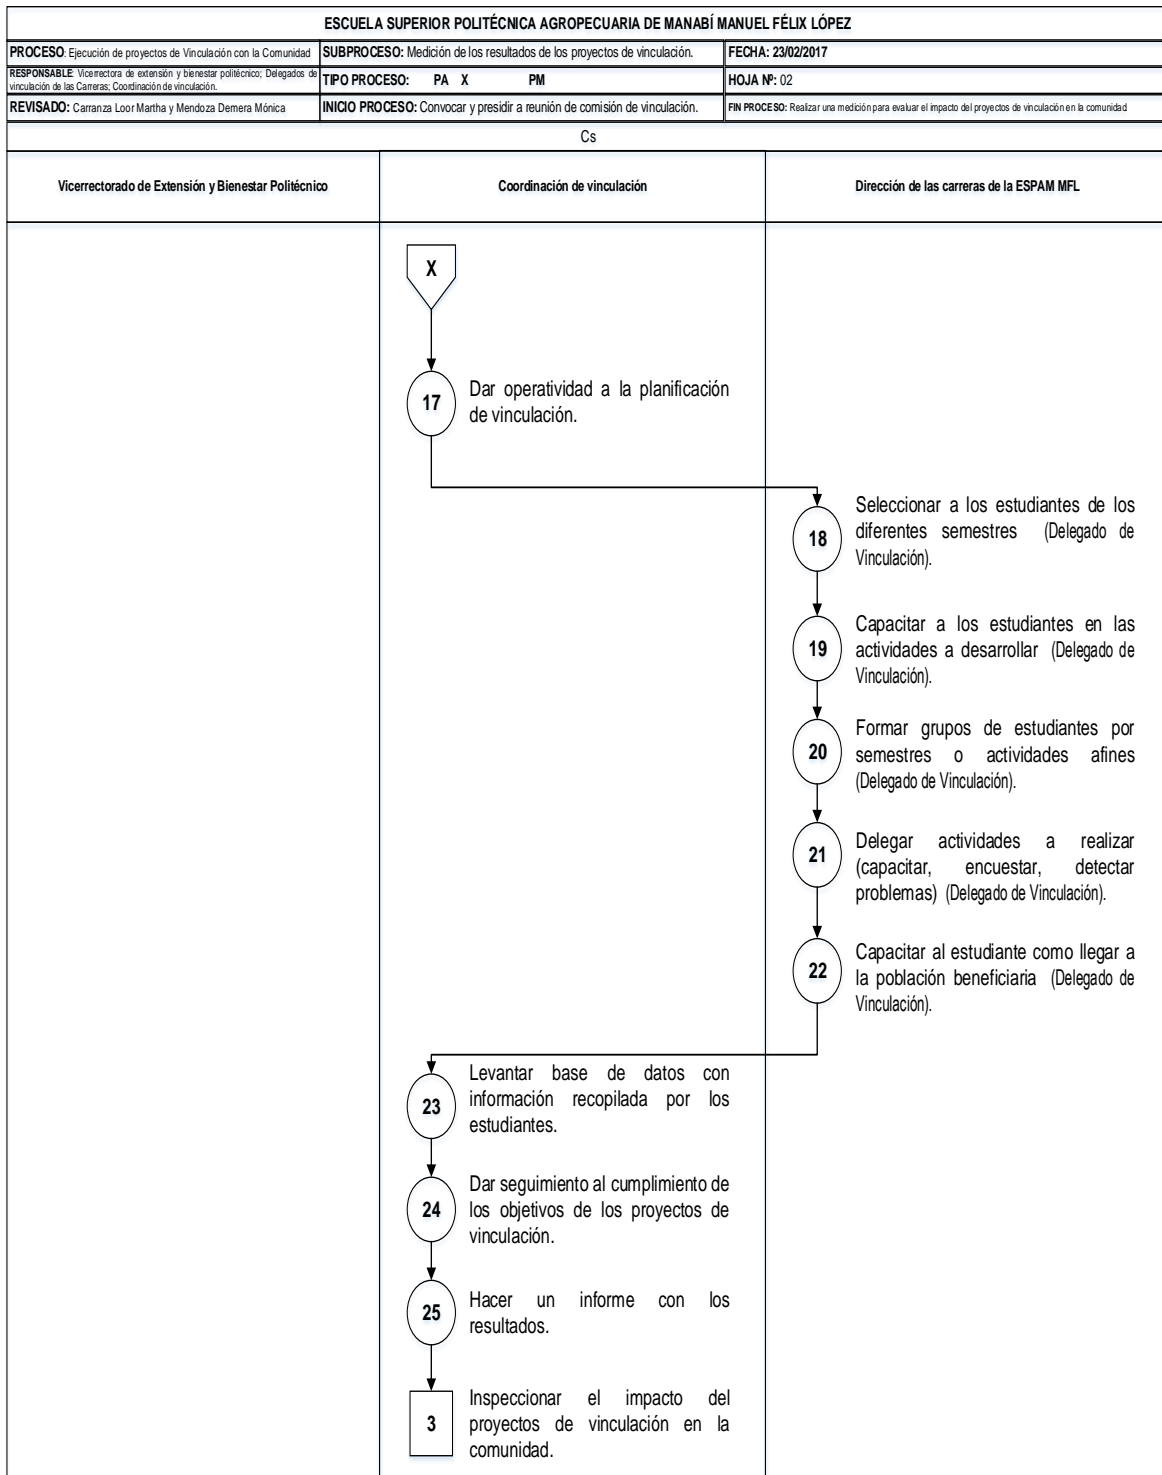 ESCUELA SUPERIOR POLITÉCNICA AGROPECUARIA DE MANABÍ MANUEL FÉLIX LÓPEZ
PROCESO: Ejecución de proyectos de Vinculación con la Comunidad
SUBPROCESO: Medición de los resultados de los proyectos de vinculación.
FECHA: 23/02/2017
RESPONSABLE: Vicerrectora de extensión y bienestar politécnico; Delegados de
vinculación de las Carreras; Coordinación de vinculación.
TIPO PROCESO: PA X PM
HOJA Nº: 02
REVISADO: Carranza Loor Martha y Mendoza Demera Mónica
INICIO PROCESO: Convocar y presidir a reunión de comisión de vinculación.
FIN PROCESO: Realizar una medición para evaluar el impacto del proyectos de vinculación en la comunidad
Cs
Vicerrectorado de Extensión y Bienestar Politécnico
Coordinación de vinculación
Dirección de las carreras de la ESPAM MFL
X
17
Dar operatividad a la planificación
de vinculación.
18
Seleccionar a los estudiantes de los
diferentes semestres (Delegado de
Vinculación).
19
Capacitar a los estudiantes en las
actividades a desarrollar (Delegado de
Vinculación).
20
Formar grupos de estudiantes por
semestres o actividades afines
(Delegado de Vinculación).
21
Delegar actividades a realizar
(capacitar, encuestar, detectar
problemas) (Delegado de Vinculación).
22
Capacitar al estudiante como llegar a
la población beneficiaria (Delegado de
Vinculación).
23
Levantar base de datos con
información recopilada por los
estudiantes.
24
Dar seguimiento al cumplimiento de
los objetivos de los proyectos de
vinculación.
25
Hacer un informe con los
resultados.
3
Inspeccionar el impacto del
proyectos de vinculación en la
comunidad.